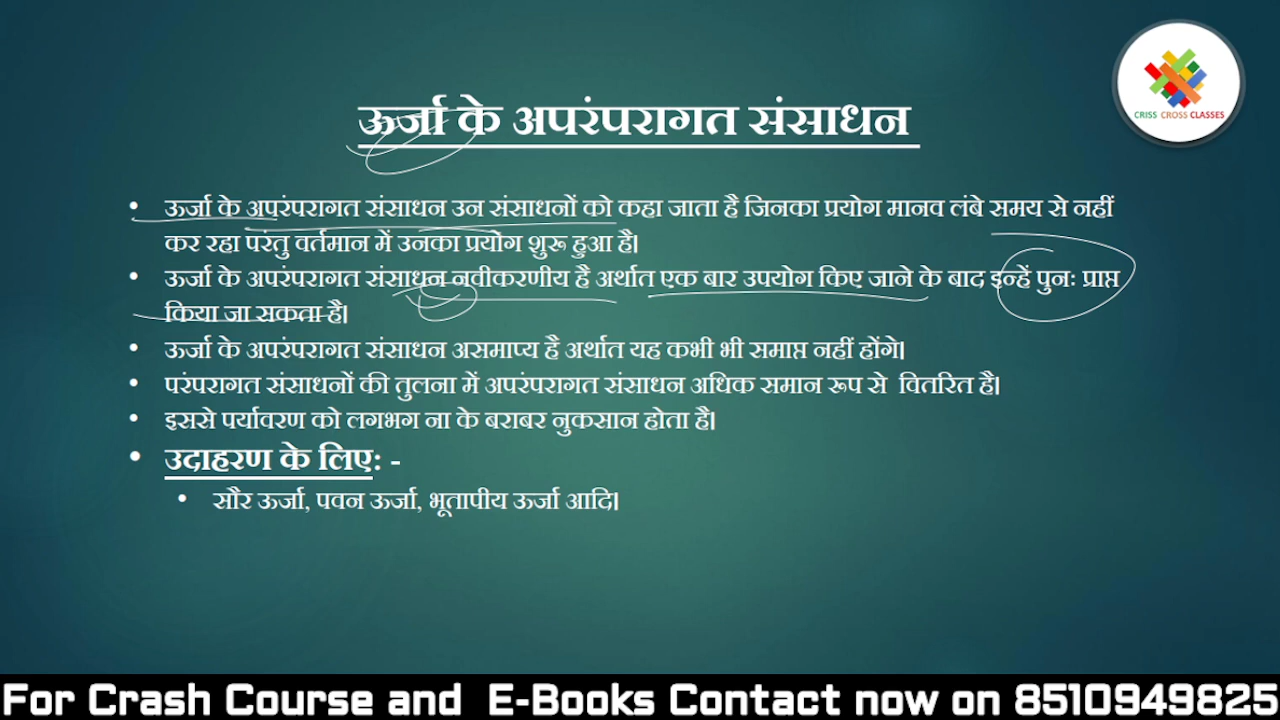 CRISS CROSS CLASSES
ऊर्जा के अपरंपरागत संसाधन
• ऊर्जा के अपरंपरागत संसाधन उन संसाधनों को कहा जाता है जिनका प्रयोग मानव लंबे समय से नहीं
कर रहा परंतु वर्तमान में उनका प्रयोग शुरू हुआ है।
• ऊर्जा के अपरंपरागत संसाधन नवीकरणीय है अर्थात एक बार उपयोग किए जाने के बाद इन्हें पुनः प्राप्त
किया जा सकता है।
• ऊर्जा के अपरंपरागत संसाधन असमाप्य है अर्थात यह कभी भी समाप्त नहीं होंगे।
• परंपरागत संसाधनों की तुलना में अपरंपरागत संसाधन अधिक समान रूप से वितरित है।
• इससे पर्यावरण को लगभग ना के बराबर नुकसान होता है।
• उदाहरण के लिए: -
• सौर ऊर्जा, पवन ऊर्जा, भूतापीय ऊर्जा आदि।
For Crash Course and E-Books Contact now on 8510949825